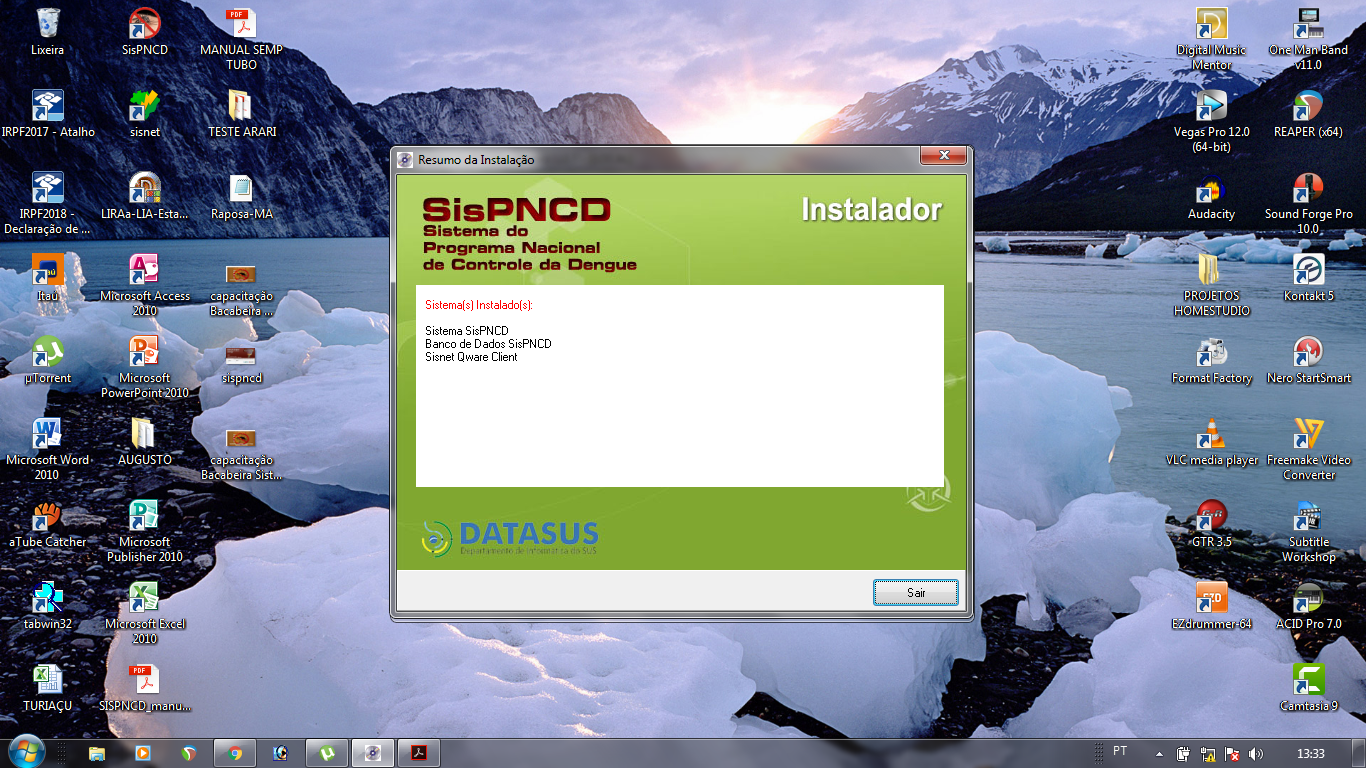 Lixeira
SisPNCD
MANUAL SEMP
TUBO
IRPF2017 - Atalho
sisnet
TESTE ARARI
IRPF2018 -
Declaração de ...
LIRAa-LIA-Esta...
Raposa-MA
Itaú
Microsoft Access
2010
capacitação
Bacabeira ...
µTorrent
Microsoft
PowerPoint 2010
sispncd
Microsoft Word
2010
AUGUSTO
capacitação
Bacabeira Sist...
aTube Catcher
Microsoft
Publisher 2010
tabwin32
Microsoft Excel
2010
TURIAÇU
SISPNCD_manu...
Resumo da Instalação
SisPNCD
Sistema do
Programa Nacional
de Controle da Dengue
Instalador
Sistema(s) Instalado(s):
Sistema SisPNCD
Banco de Dados SisPNCD
Sisnet Qware Client
DATASUS
Departamento de Informática do SUS
Sair
Digital Music
Mentor
One Man Band
v11.0
Vegas Pro 12.0
(64-bit)
REAPER (x64)
Audacity
Sound Forge Pro
10.0
PROJETOS
HOMESTUDIO
Kontakt 5
Format Factory
Nero StartSmart
VLC media player
Freemake Video
Converter
GTR 3.5
Subtitle
Workshop
EZdrummer-64
ACID Pro 7.0
Camtasia 9
PT
13:33